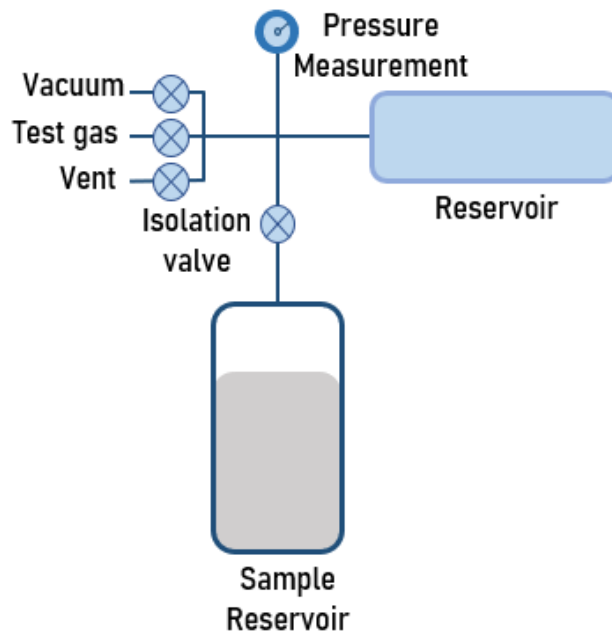 Pressure
Measurement
Vacuum
Test gas
Vent
Reservoir
Isolation
valve
Sample
Reservoir